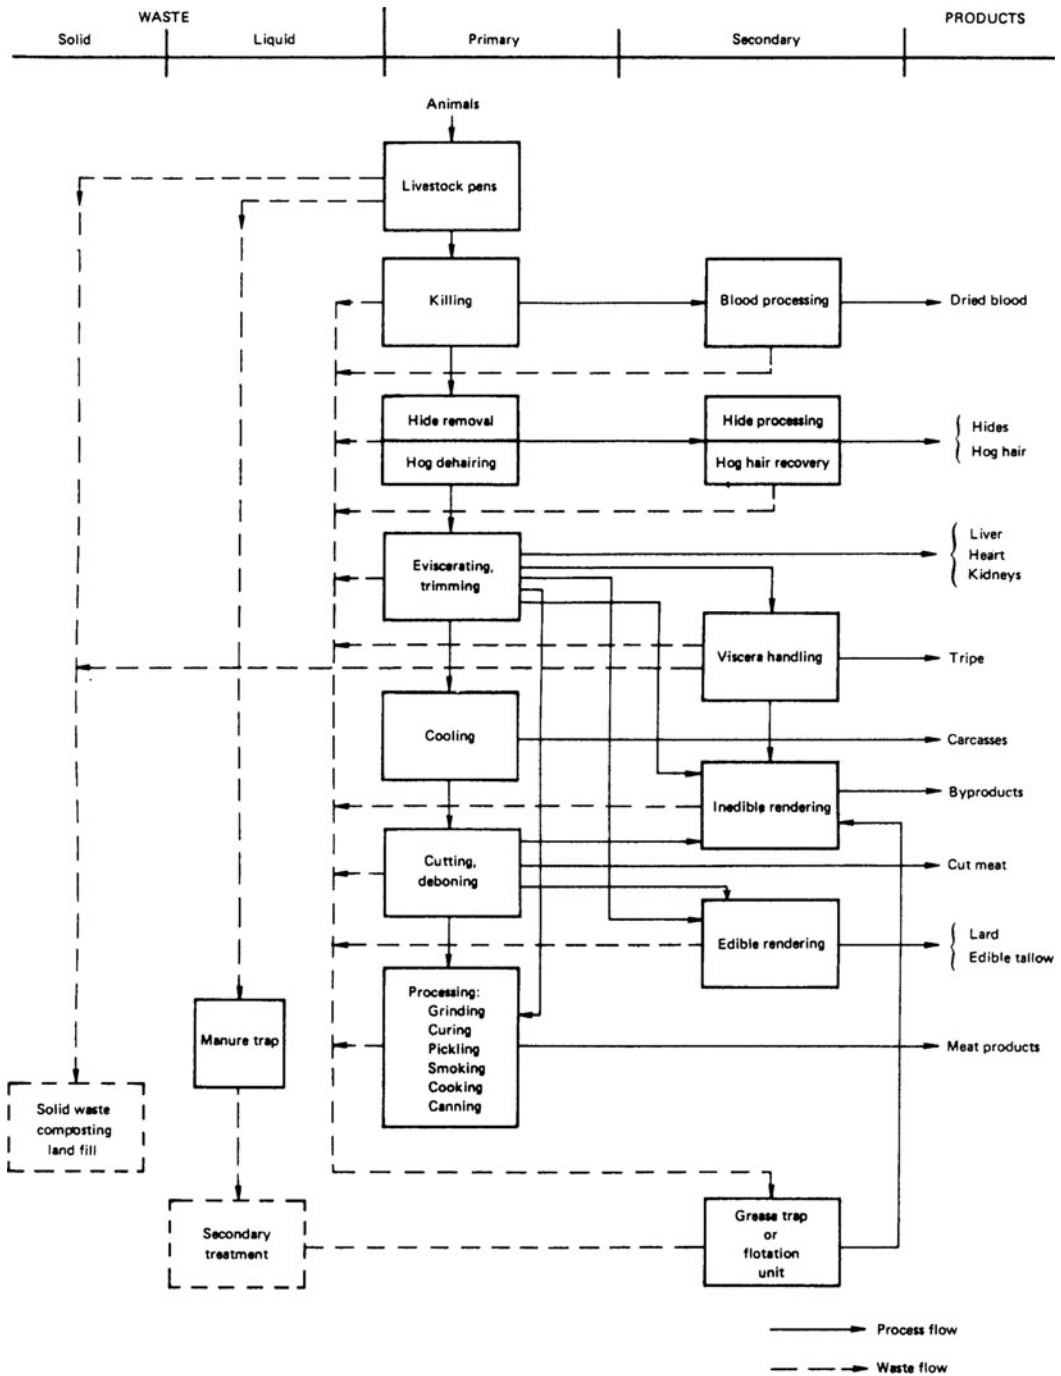 WASTE
PRODUCTS
Solid
Liquid
Primary
Secondary
Animals
Livestock pens
Killing
Blood processing
Dried blood
Hide removal
Hog dehairing
Hide processing
Hog hair recovery
Hides
Hog hair
Eviscerating,
trimming
Liver
Heart
Kidneys
Viscera handling
Tripe
Cooling
Carcasses
Inedible rendering
Byproducts
Cutting,
deboning
Cut meat
Edible rendering
Lard
Edible tallow
Processing:
Grinding
Curing
Pickling
Smoking
Cooking
Canning
Meat products
Manure trap
Solid waste
composting
land fill
Secondary
treatment
Grease trap
or
flotation
unit
Process flow
Waste flow